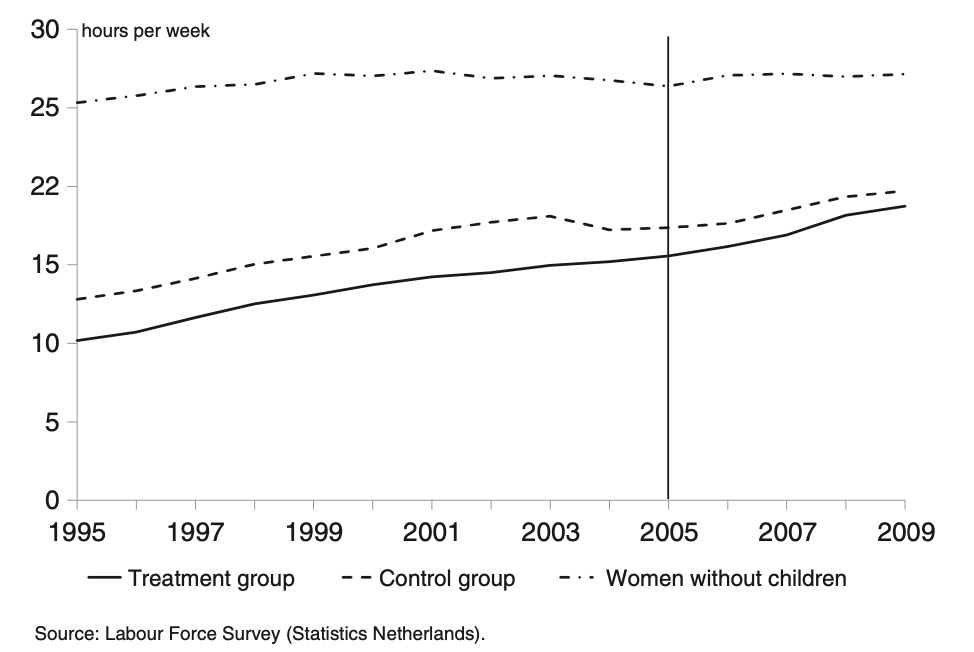 30 hours per week
25
22
15
10
5
0
1995 1997 1999 2001 2003 2005 2007 2009
Treatment group Control group Women without children
Source: Labour Force Survey (Statistics Netherlands).